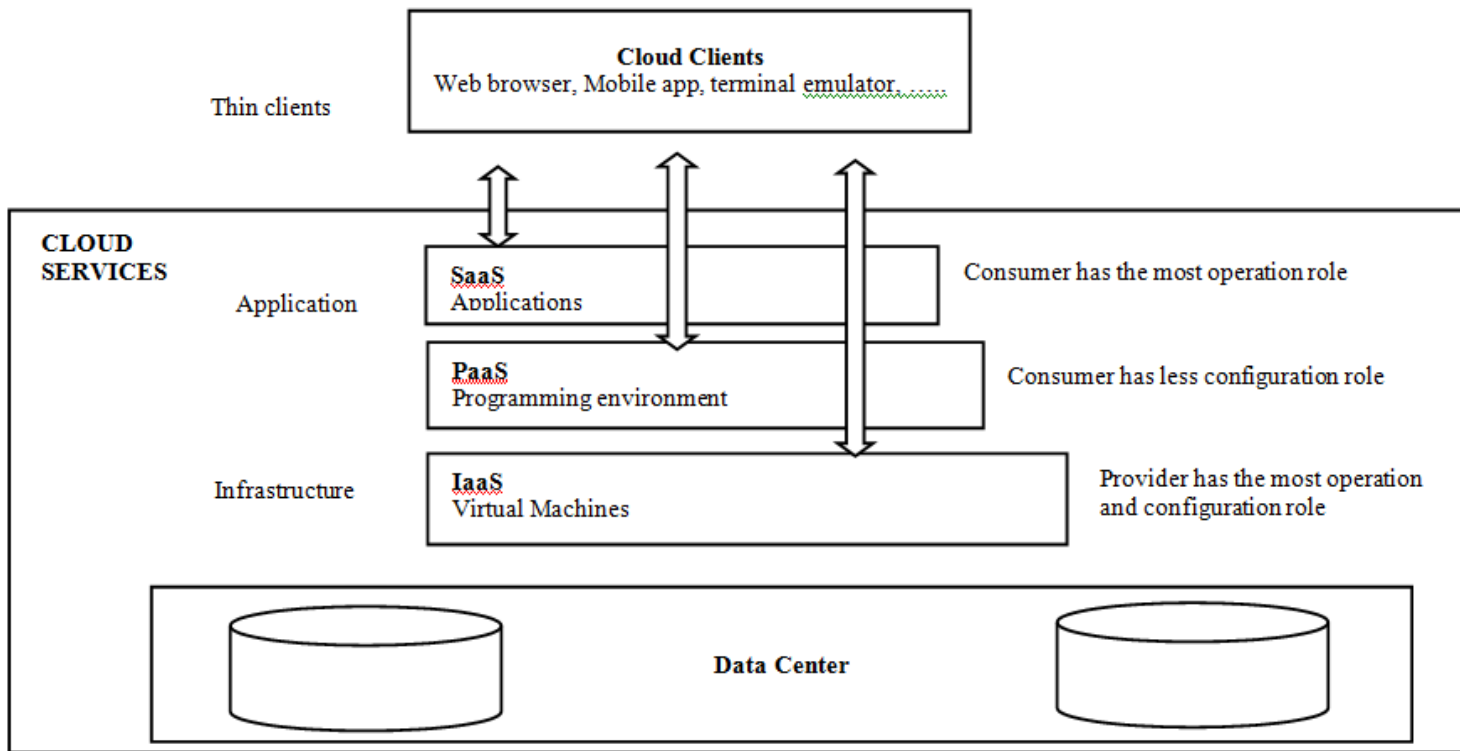 Cloud Clients
Web browser, Mobile app, terminal emulator, …..
Thin clients
CLOUD
SERVICES
SaaS
Applications
Application
Consumer has the most operation role
PaaS
Programming environment
Consumer has less configuration role
Infrastructure
IaaS
Virtual Machines
Provider has the most operation
and configuration role
Data Center